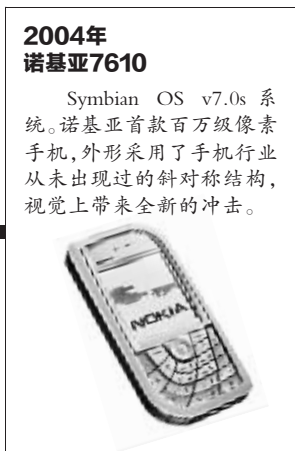 2004年
诺基亚7610
Symbian OS v7.0s 系
统。诺基亚首款百万级像素
手机,外形采用了手机行业
从未出现过的斜对称结构,
视觉上带来全新的冲击。
NOKIA